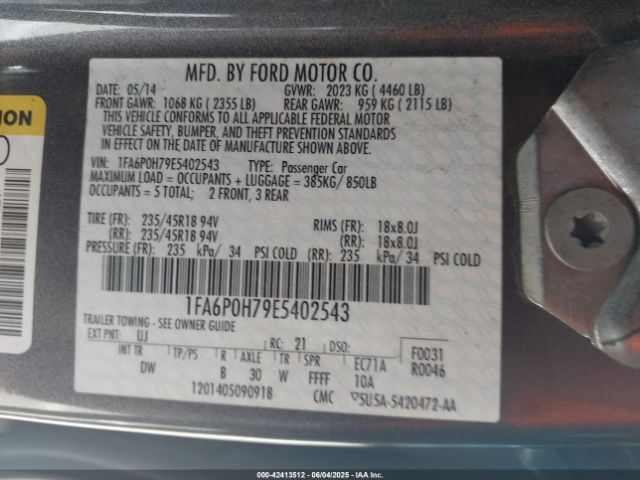 MFD. BY FORD MOTOR CO.
DATE: 05/14 GVWR: 2023 KG ( 4460 LB)
FRONT GAWR: 1068 KG ( 2355 LB) REAR GAWR: 959 KG ( 2115 LB)
THIS VEHICLE CONFORMS TO ALL APPLICABLE FEDERAL MOTOR
VEHICLE SAFETY, BUMPER, AND THEFT PREVENTION STANDARDS
IN EFFECT ON THE DATE OF MANUFACTURE SHOWN ABOVE.
VIN: 1FA6P0H79E5402543 TYPE: Passenger Car
MAXIMUM LOAD = OCCUPANTS + LUGGAGE = 385KG/ 850LB
OCCUPANTS = 5 TOTAL; 2 FRONT, 3 REAR
TIRE (FR): 235/45R18 94V RIMS (FR): 18x8.0J
(RR): 235/45R18 94V (RR): 18x8.0J
PRESSURE (FR): 235 kPa/ 34 PSI COLD (RR): 235 kPa/ 34 PSI COLD
1FA6P0H79E5402543
TRAILER TOWING - SEE OWNER GUIDE
EXT PNT: UJ RC: 21 DSO: F0031
INT TR TP/PS R AXLE TR SPR EC71A R0046
DW B 30 W FFFF 10A
1201405090918 CMC SU5A-5420472-AA
ION
00-42413512 - 06/04/2025 - IAAI. Inc.